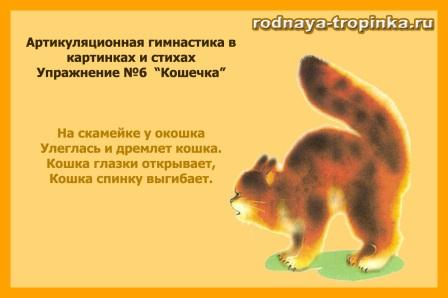 rodnaya-tropinka.ru
Артикуляционная гимнастика в
картинках и стихах
Упражнение №6 "Кошечка"
На скамейке у окошка
Улеглась и дремлет кошка.
Кошка глазки открывает,
Кошка спинку выгибает.